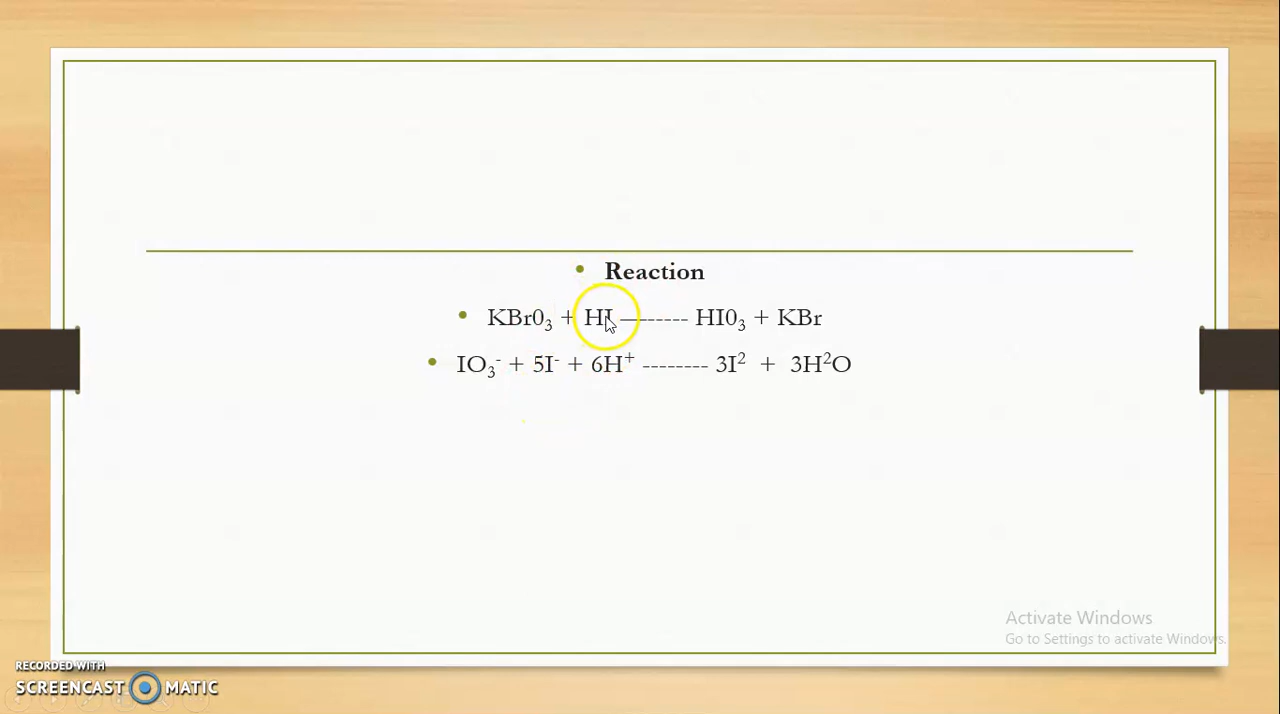 Reaction
KBr0₃ + HI -------- HI0₃ + KBr
IO₃⁻ + 5I⁻ + 6H⁺ -------- 3I² + 3H²O
Activate Windows
Go to Settings to activate Windows.
RECORDED WITH
SCREENCAST MATIC